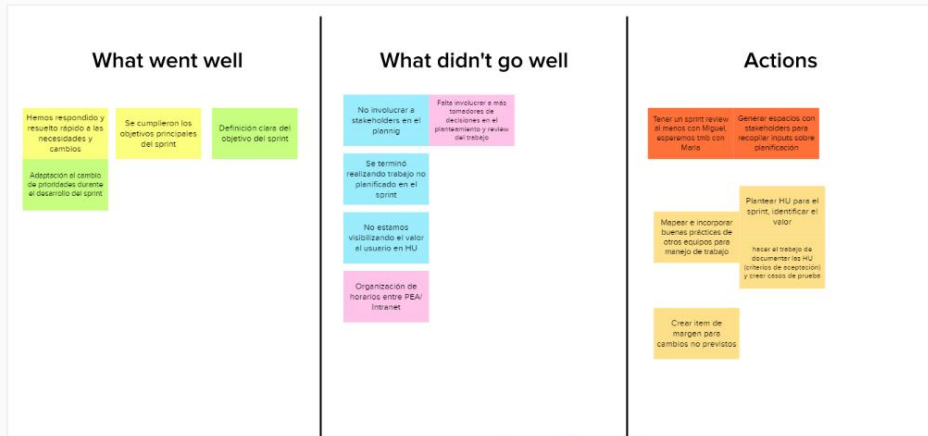 What went well
Hemos respondido y
resuelto rápido a las
necesidades y
cambios
Se cumplieron los
objetivos principales
del sprint
Definición clara del
objetivo del sprint
Adaptación al cambio
de prioridades durante
el desarrollo del sprint
What didn't go well
No involucrar a
stakeholders en el
plannig
Falta involucrar a más
tomadores de
decisiones en el
planteamiento y review
del trabajo
Se terminó
realizando trabajo no
planificado en el
sprint
No estamos
visibilizando el valor
al usuario en HU
Organización de
horarios entre PEA/
Intranet
Actions
Tener un sprint review
al menos con Miguel,
esperemos tmb con
Maria
Generar espacios con
stakeholders para
recopilar inputs sobre
planificación
Mapear e incorporar
buenas prácticas de
otros equipos para
manejo de trabajo
Plantear HU para el
sprint, identificar el
valor
hacer el trabajo de
documentar las HU
(criterios de aceptación)
y crear casos de prueba
Crear item de
margen para
cambios no previstos